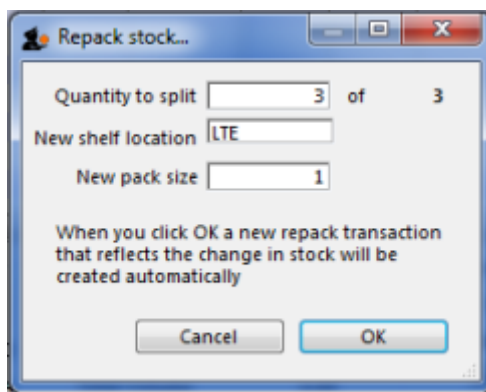 Repack stock...
Quantity to split 3 of 3
New shelf location LTE
New pack size 1
When you click OK a new repack transaction
that reflects the change in stock will be
created automatically
Cancel OK